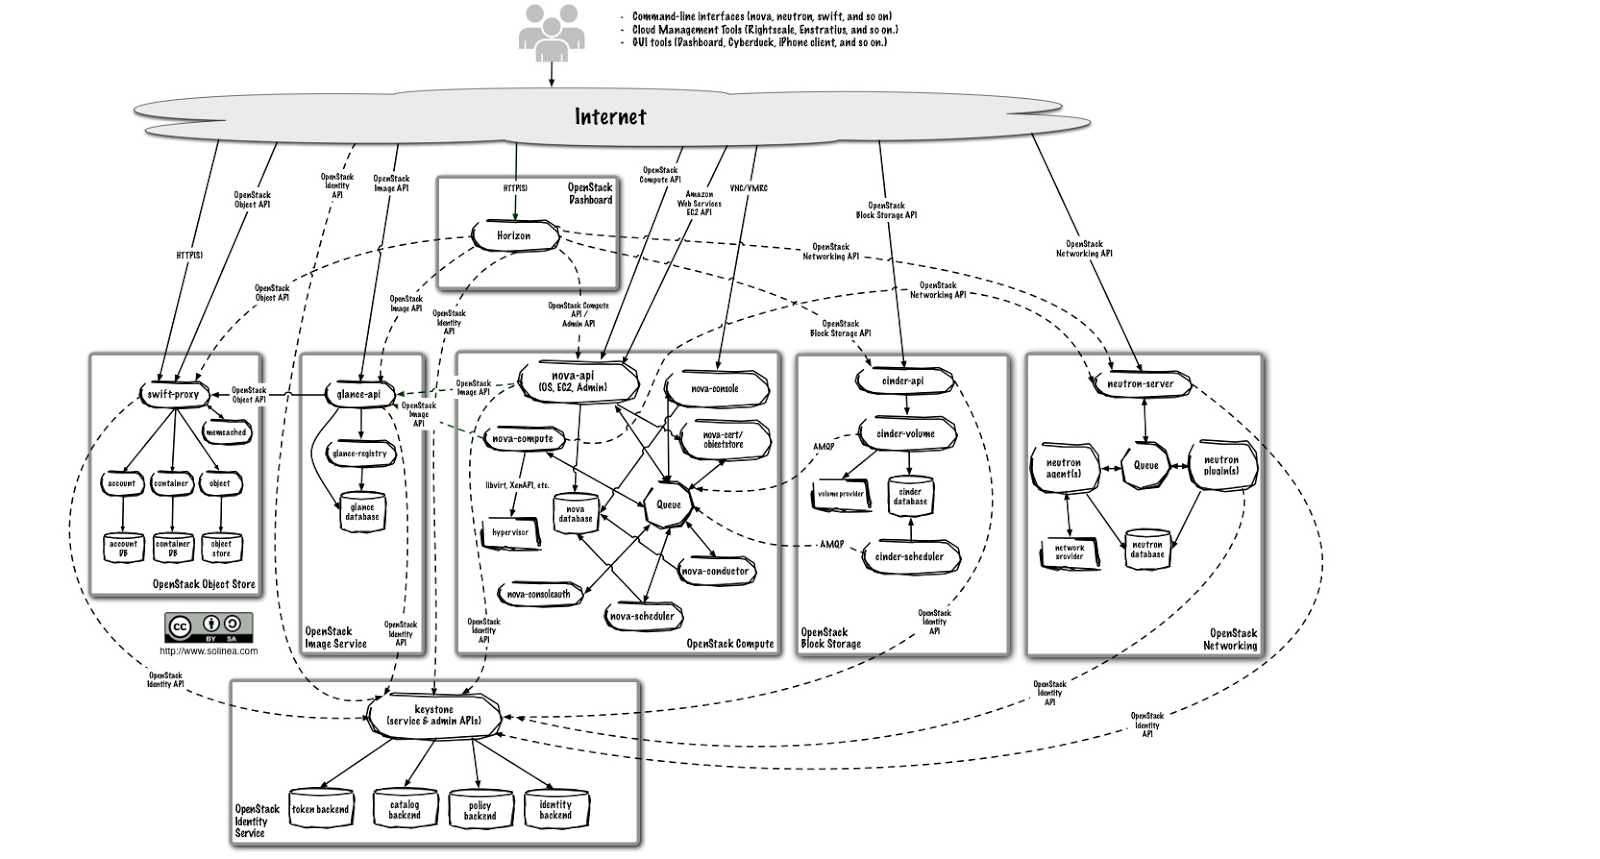 - Command-line interfaces (nova, neutron, swift, and so on)
- Cloud Management Tools (Rightscale, Enstratius, and so on.)
- GUI tools (Dashboard, Cyberduck, iPhone client, and so on.)
Internet
HTTP(S)
OpenStack
Object API
OpenStack
Identity
API
OpenStack
Image API
HTTP(S)
OpenStack
Dashboard
Horizon
OpenStack
Compute API
Amazon
Web Services
EC2 API
VNC/VMRC
OpenStack
Block Storage API
OpenStack
Networking API
OpenStack
Networking API
OpenStack
Networking API
OpenStack
Object API
OpenStack
Image API
OpenStack
Identity
API
OpenStack Compute
API /
Admin API
OpenStack
Block Storage API
swift-proxy
memcached
account
container
object
account
DB
container
DB
object
store
OpenStack Object Store
OpenStack
Object API
glance-api
glance-registry
glance
database
OpenStack
Identity
API
OpenStack
Image Service
OpenStack
Image API
OpenStack
Image
API
nova-api
(OS, EC2, Admin)
nova-console
nova-compute
nova-cert/
objectstore
libvirt, XenAPI, etc.
hypervisor
nova
database
Queue
nova-conductor
nova-consoleauth
nova-scheduler
OpenStack
Identity
API
OpenStack Compute
cinder-api
cinder-volume
AMQP
volume provider
cinder
database
AMQP
cinder-scheduler
OpenStack
Identity
API
OpenStack
Block Storage
neutron-server
neutron
agent(s)
Queue
neutron
plugin(s)
network
provider
neutron
database
OpenStack
Networking
CC
BY SA
http://www.solinea.com
OpenStack
Identity API
OpenStack
Identity
API
OpenStack
Identity
API
keystone
(service & admin APIs)
token backend
catalog
backend
policy
backend
identity
backend
OpenStack
Identity
Service